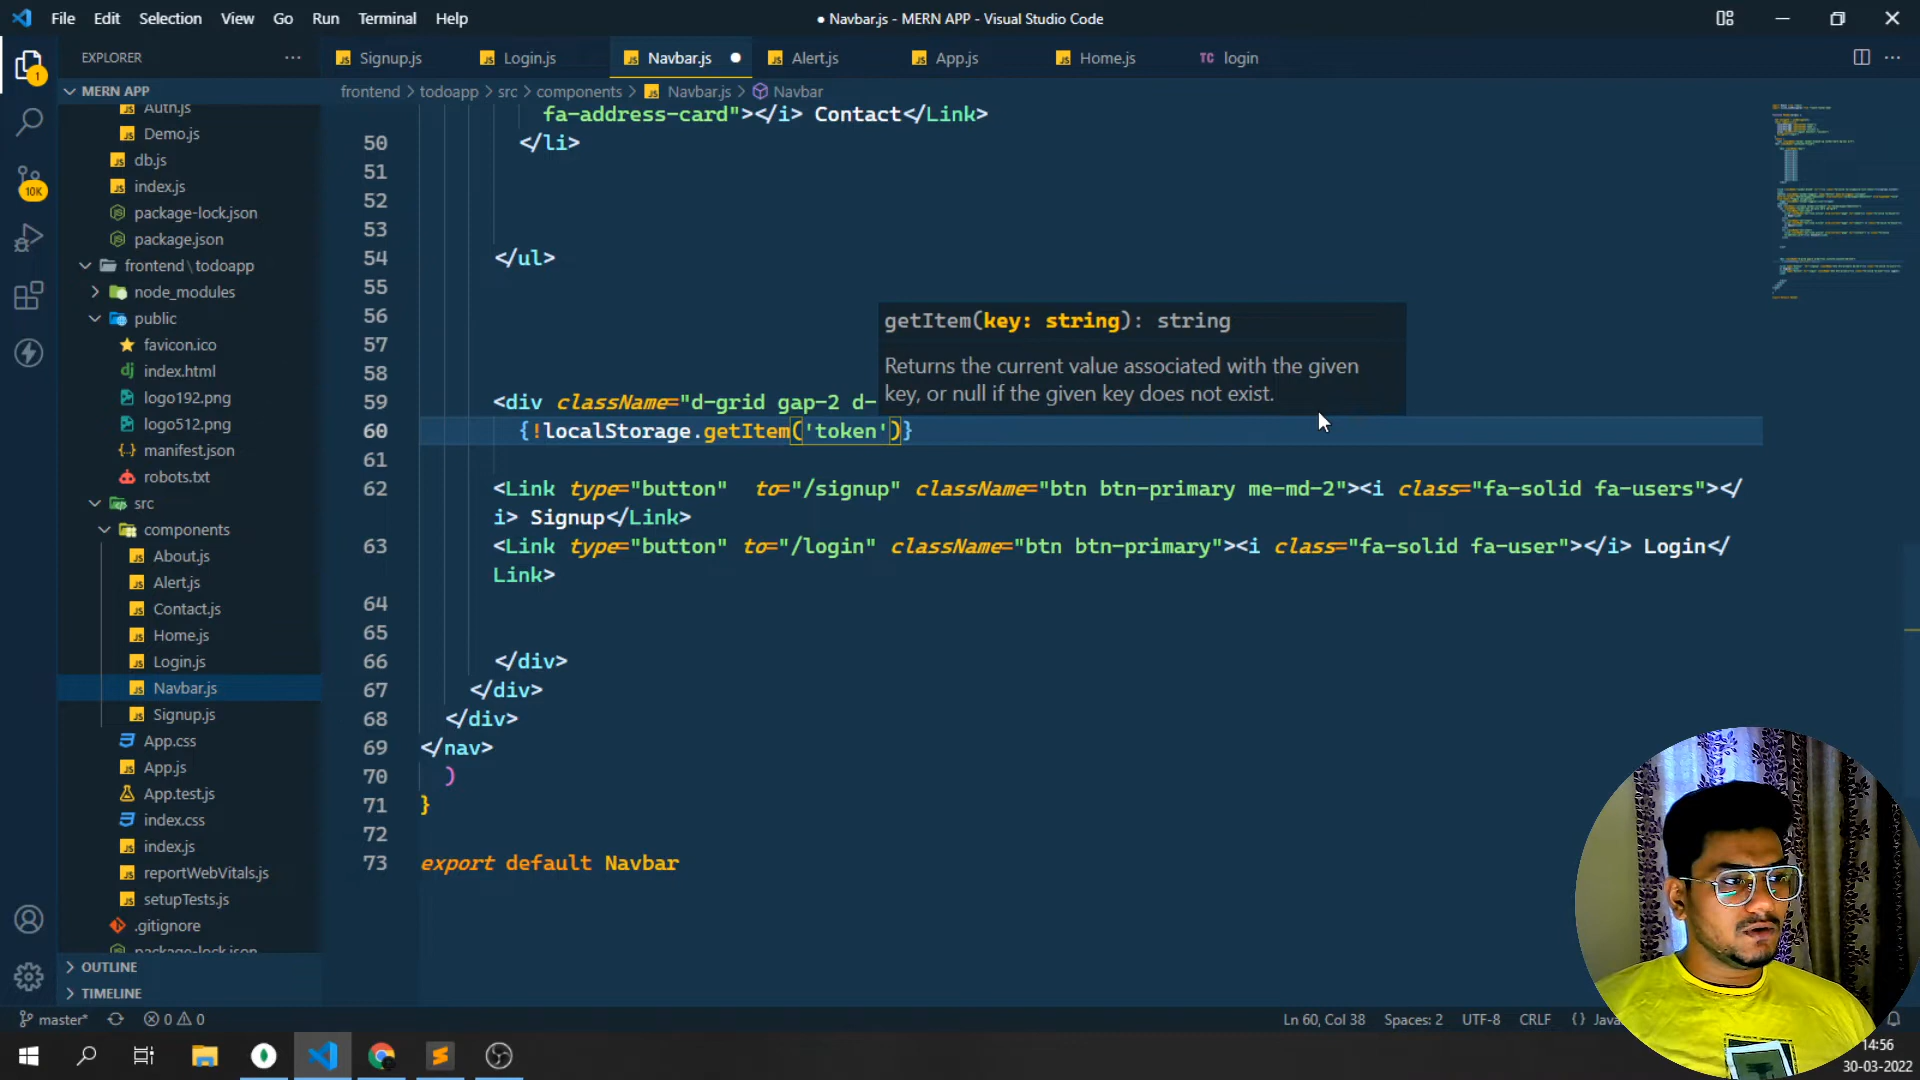 File Edit Selection View Go Run Terminal Help
● Navbar.js - MERN APP - Visual Studio Code
EXPLORER
Signup.js
Login.js
Navbar.js
Alert.js
App.js
Home.js
TC login
MERN APP
frontend > todoapp > src > components > Navbar.js > Navbar
Auth.js
Demo.js
db.js
index.js
package-lock.json
package.json
frontend \ todoapp
node_modules
public
favicon.ico
index.html
logo192.png
logo512.png
manifest.json
robots.txt
src
components
About.js
Alert.js
Contact.js
Home.js
Login.js
Navbar.js
Signup.js
App.css
App.js
App.test.js
index.css
index.js
reportWebVitals.js
setupTests.js
.gitignore
package-lock.json
OUTLINE
TIMELINE
1
10K
fa-address-card"></i> Contact</Link>
50 </li>
51
52
53
54 </ul>
55
56
57
58
59 <div className="d-grid gap-2 d-
60 {!localStorage.getItem('token')}
61
62 <Link type="button"  to="/signup" className="btn btn-primary me-md-2"><i class="fa-solid fa-users"></
i> Signup</Link>
63 <Link type="button" to="/login" className="btn btn-primary"><i class="fa-solid fa-user"></i> Login</
Link>
64
65
66 </div>
67 </div>
68 </div>
69 </nav>
70 )
71 }
72
73 export default Navbar
getItem(key: string): string
Returns the current value associated with the given
key, or null if the given key does not exist.
master* 0 0
Ln 60, Col 38 Spaces: 2 UTF-8 CRLF {}
14:56
30-03-2022